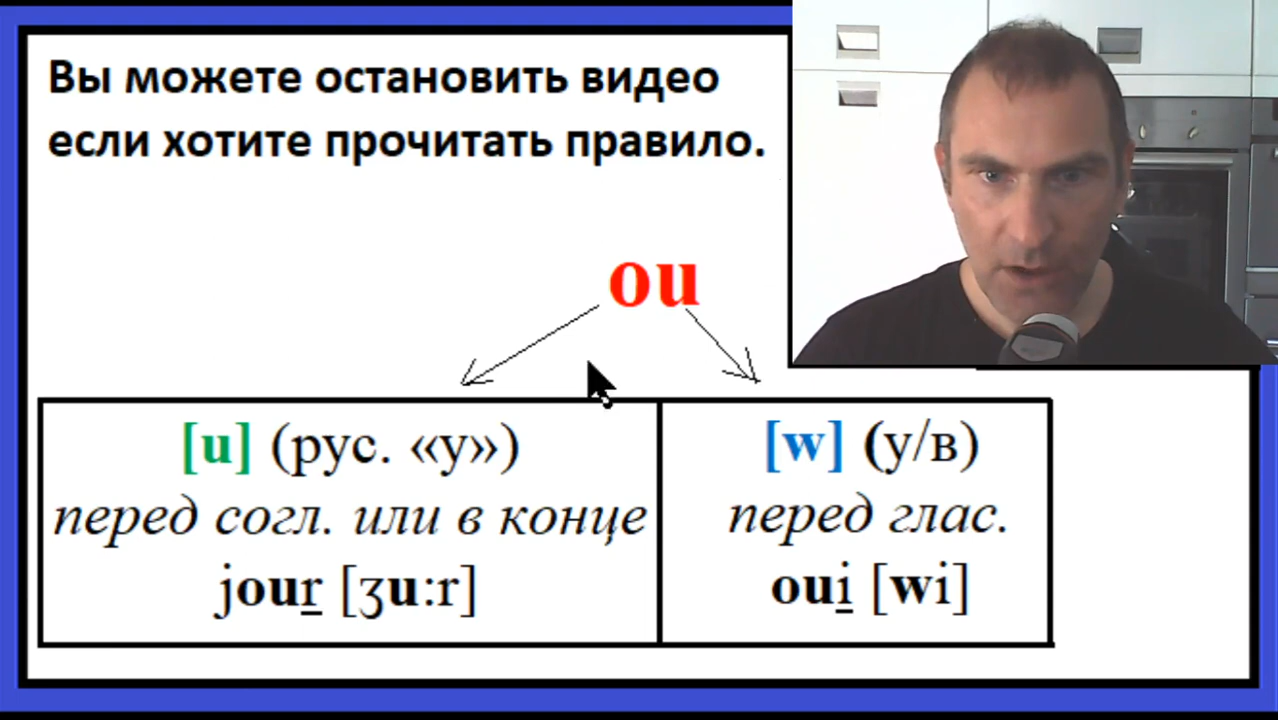 Вы можете остановить видео
если хотите прочитать правило.
ou
[u] (рус. «у»)
перед согл. или в конце
jour [ʒu:r]
[w] (у/в)
перед глас.
oui [wi]